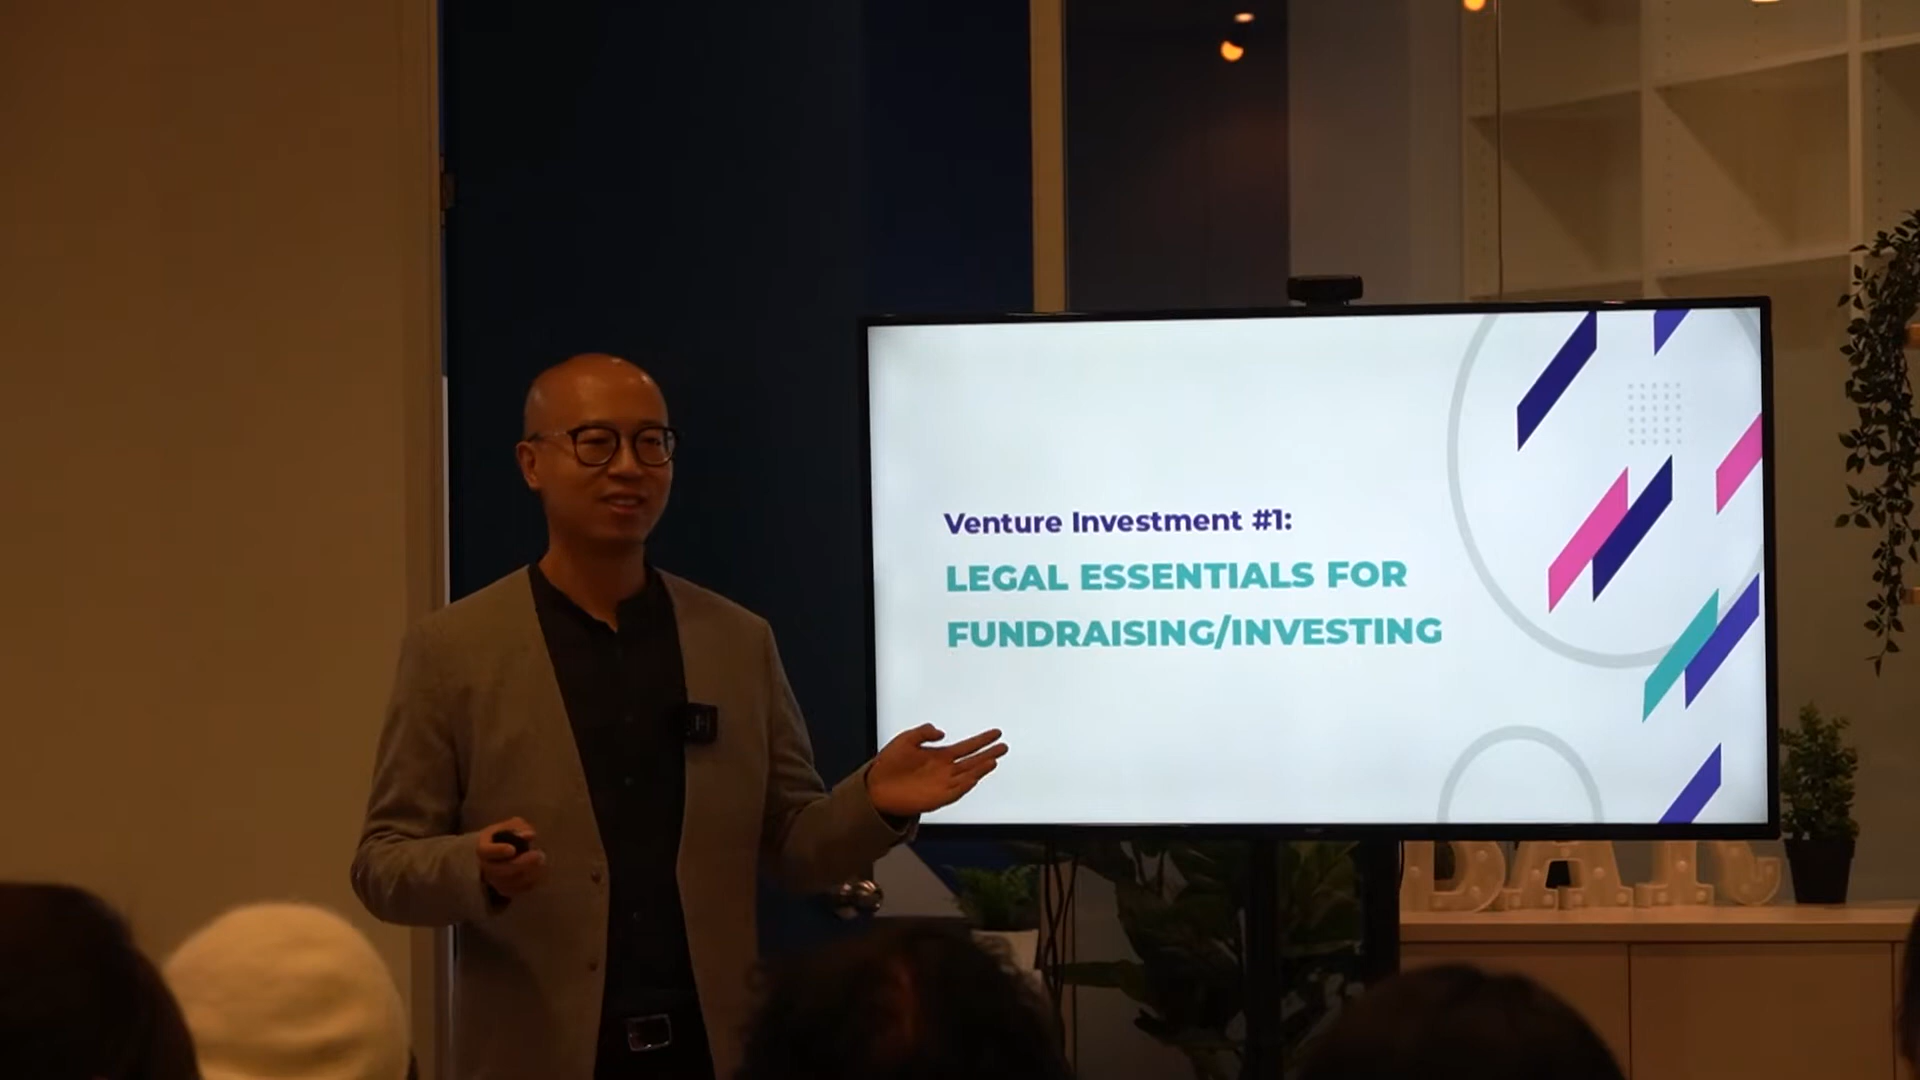 Venture Investment #1:
LEGAL ESSENTIALS FOR
FUNDRAISING/INVESTING